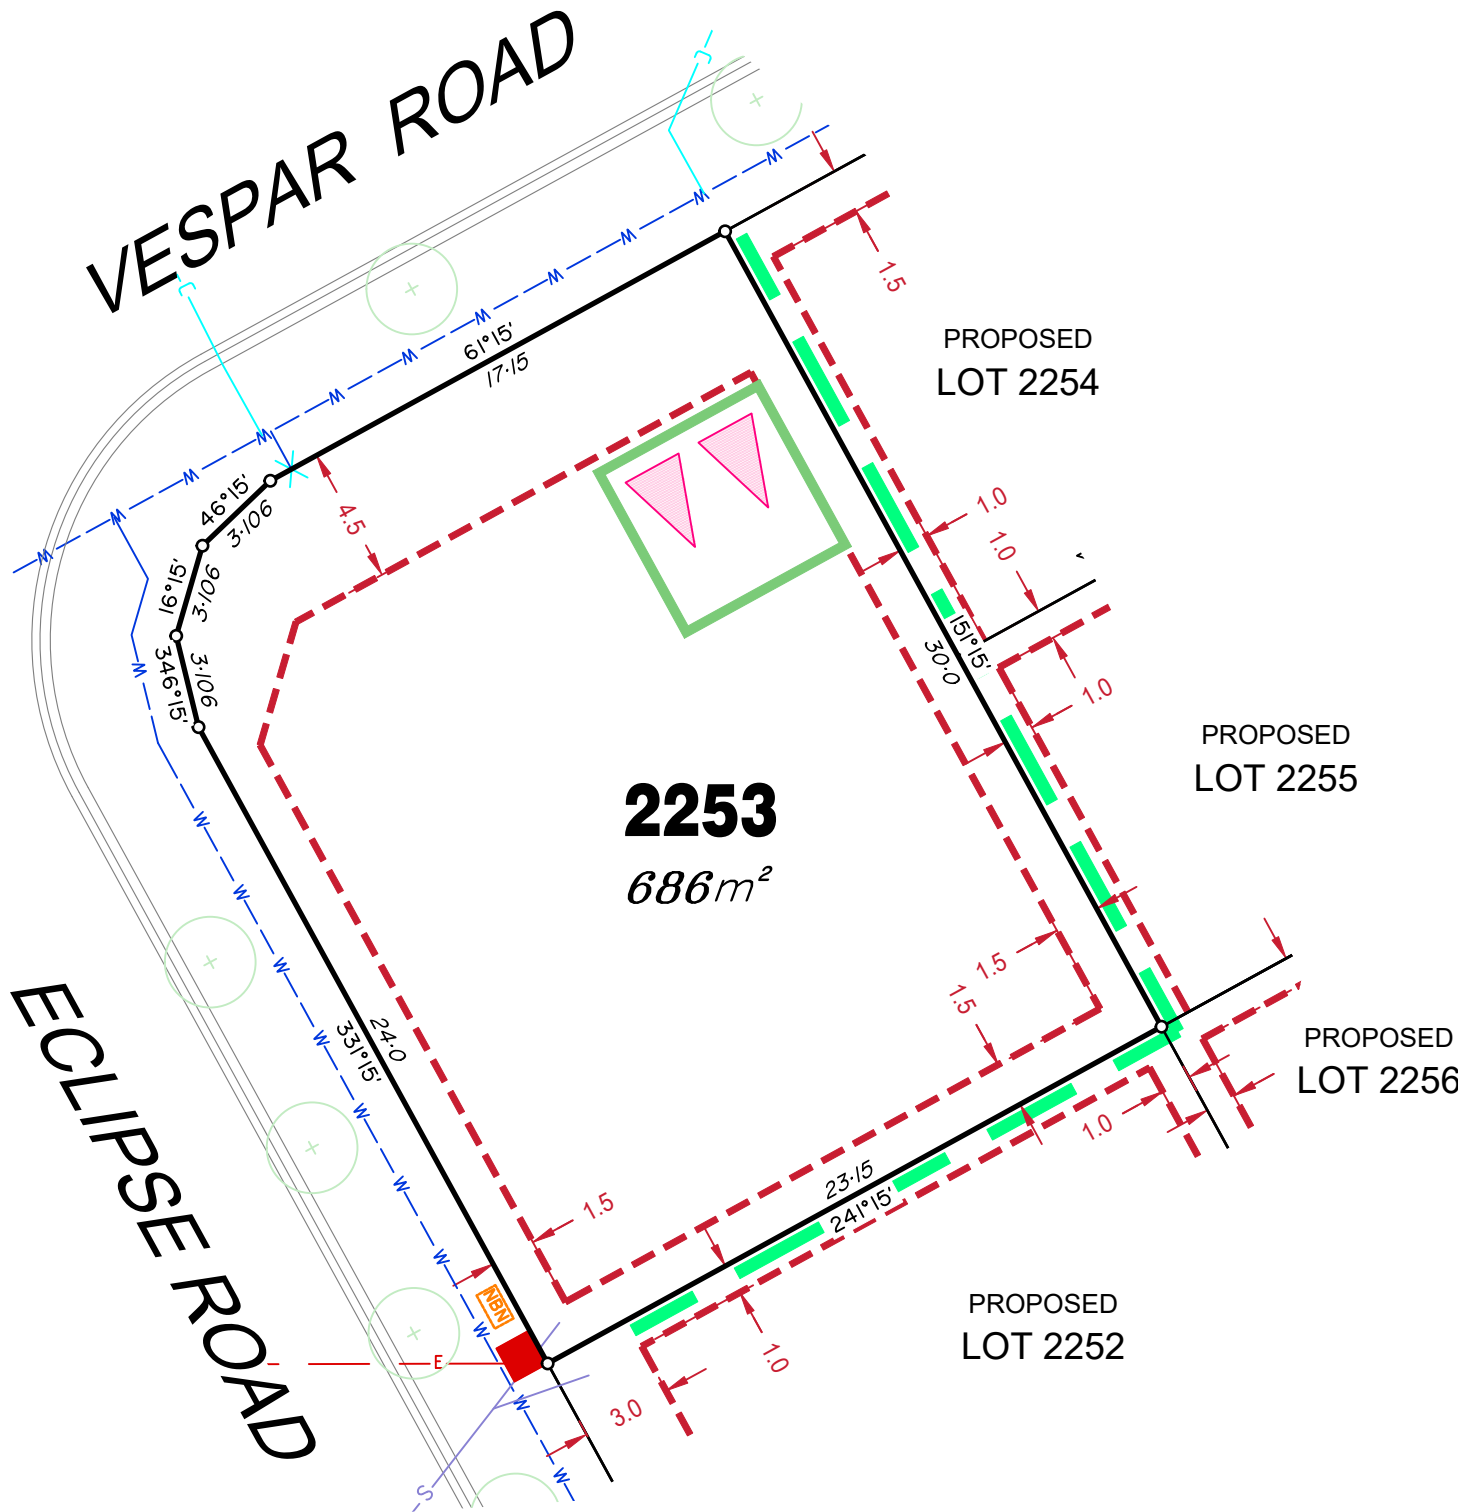 VESPAR ROAD
J
J
W
W
W
W
W
W
W
W
W
W
W
61°15'
17·15
1.5
PROPOSED
LOT 2254
46°15'
3·106
4.5
1.0
1.0
16°15'
3·106
151°15'
30·0
346°15'
3·106
W
1.0
PROPOSED
LOT 2255
2253
686m²
W
W
W
W
W
W
W
W
W
W
1.5
1.5
24·0
331°15'
PROPOSED
LOT 2256
1.0
23·15
241°15'
1.5
ECLIPSE ROAD
NBN
E
PROPOSED
LOT 2252
1.0
3.0
S